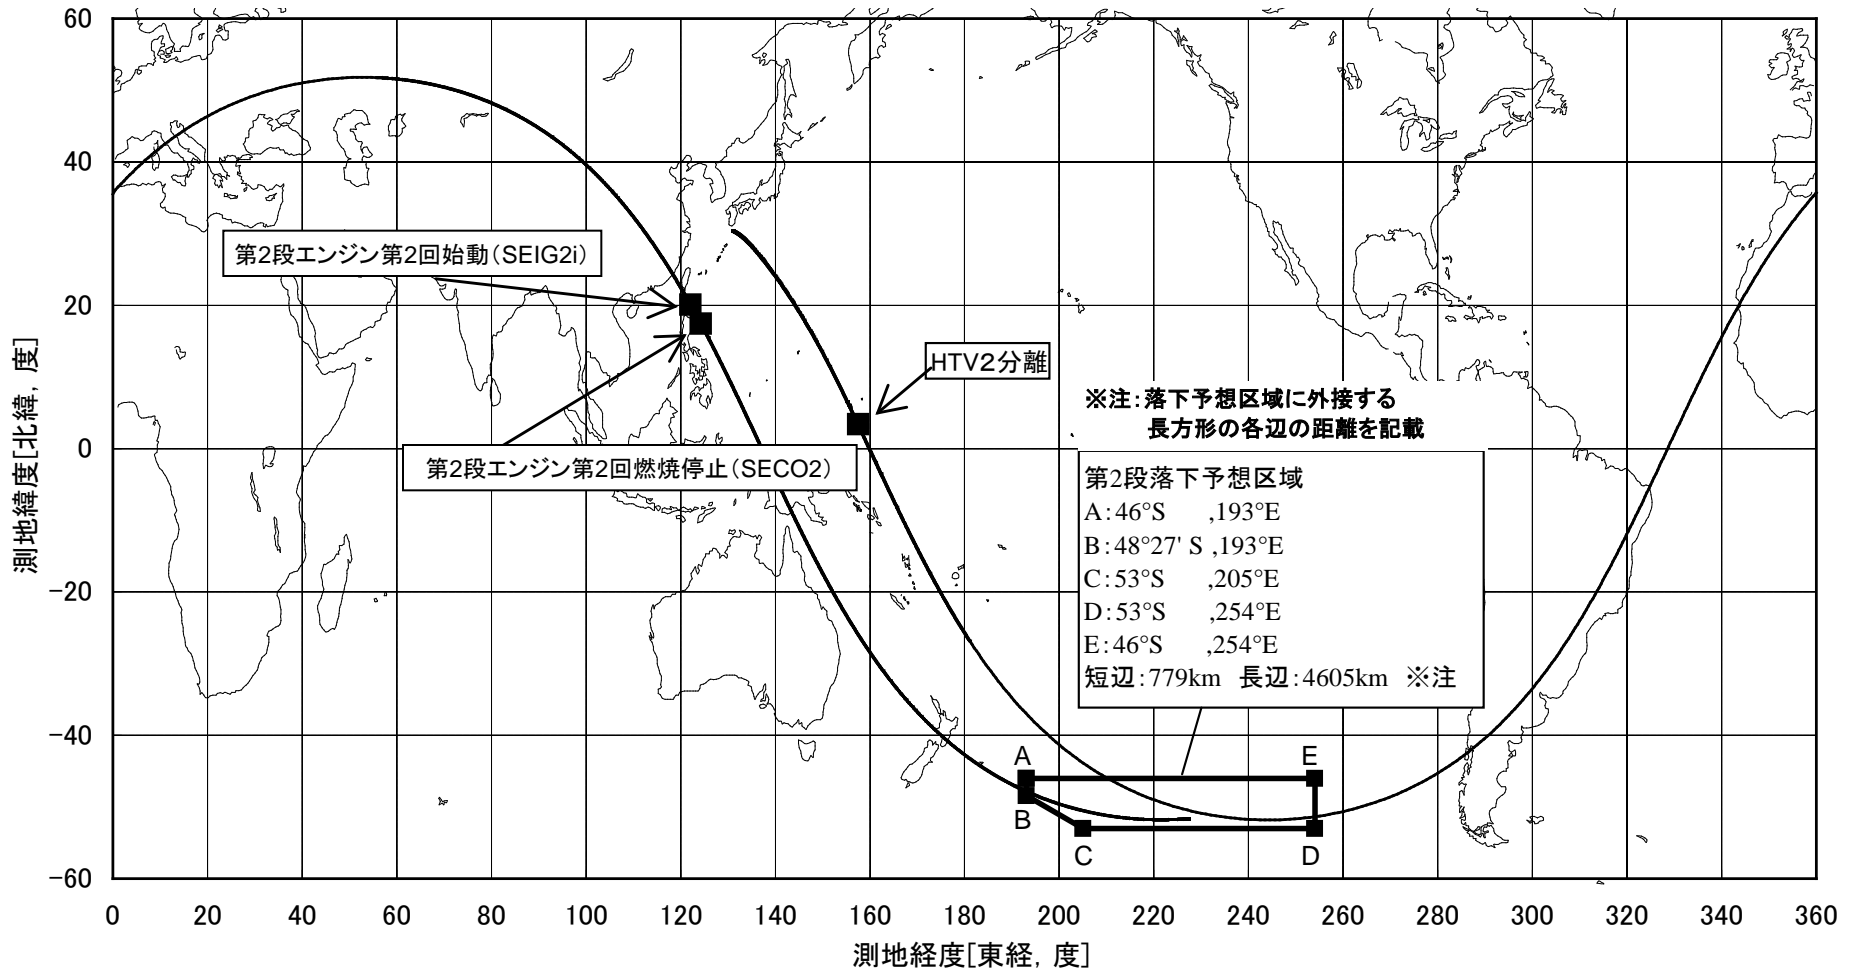 60
40
20
0
−20
−40
−60
測地緯度[北緯, 度]
第2段エンジン第2回始動(SEIG2i)
HTV2分離
第2段エンジン第2回燃焼停止(SECO2)
※注:落下予想区域に外接する
長方形の各辺の距離を記載
第2段落下予想区域
A:46°S ,193°E
B:48°27' S ,193°E
C:53°S ,205°E
D:53°S ,254°E
E:46°S ,254°E
短辺:779km 長辺:4605km ※注
A
E
B
C
D
0 20 40 60 80 100 120 140 160 180 200 220 240 260 280 300 320 340 360
測地経度[東経, 度]